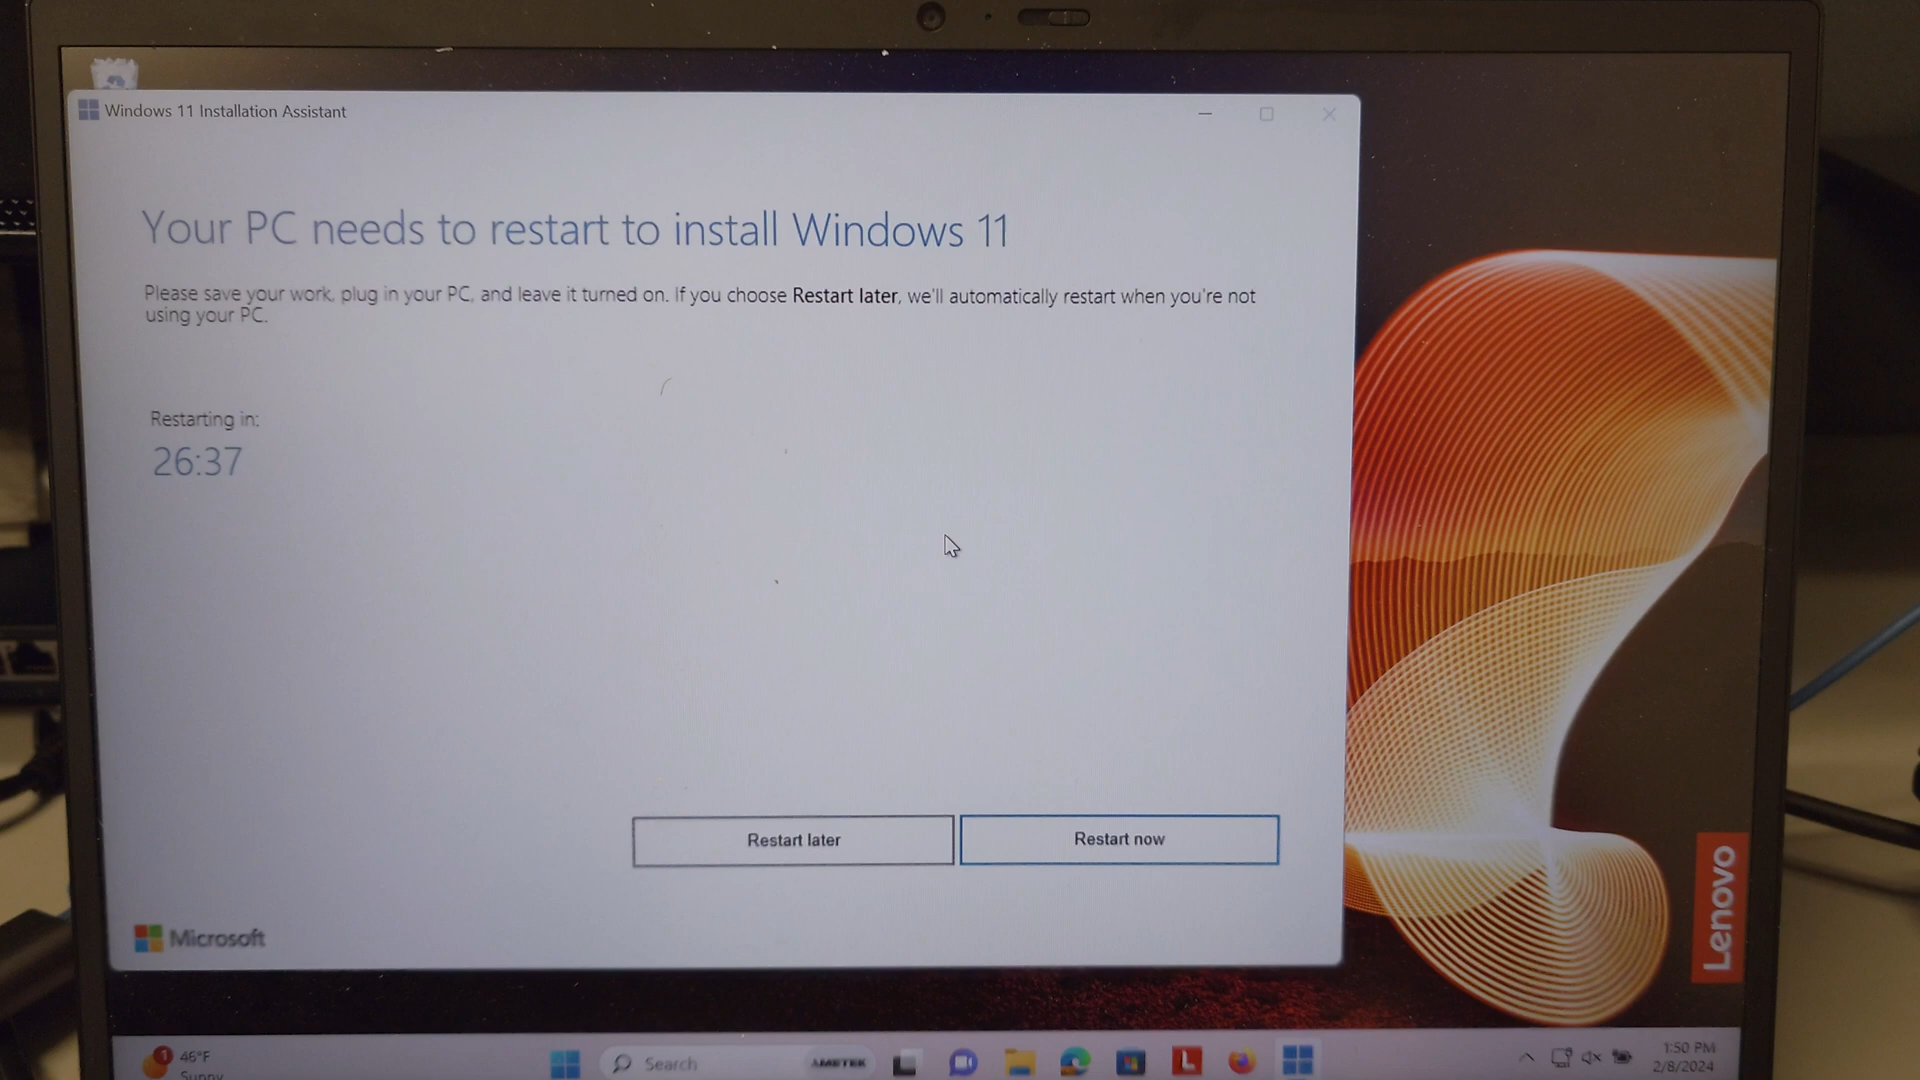 Windows 11 Installation Assistant
Your PC needs to restart to install Windows 11
Please save your work, plug in your PC, and leave it turned on. If you choose Restart later, we'll automatically restart when you're not
using your PC.
Restarting in:
26:37
Restart later
Restart now
Microsoft
Lenovo
1
46°F
Sunny
Search
AMETEK
L
1:50 PM
2/8/2024